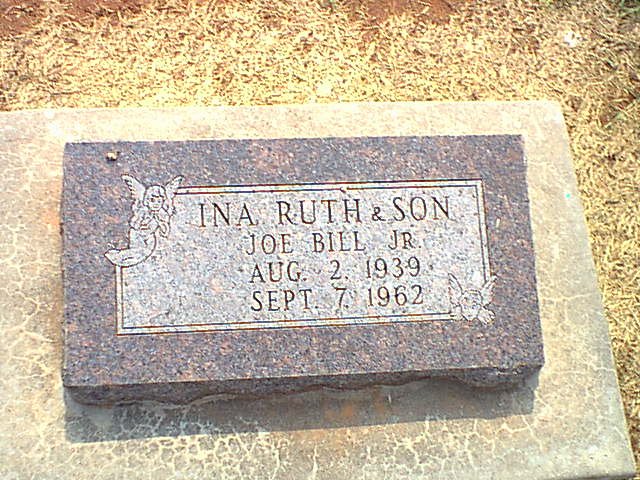 INA RUTH & SON
JOE BILL JR.
AUG. 2, 1939
SEPT. 7, 1962